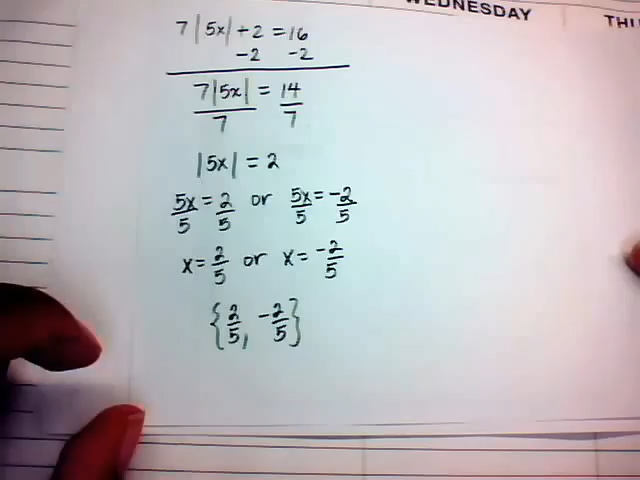 WEDNESDAY
THU
7|5x| + 2 = 16
-2 -2
7|5x| = 14
7 7
|5x| = 2
5x/5 = 2/5 or 5x/5 = -2/5
x = 2/5 or x = -2/5
{2/5, -2/5}